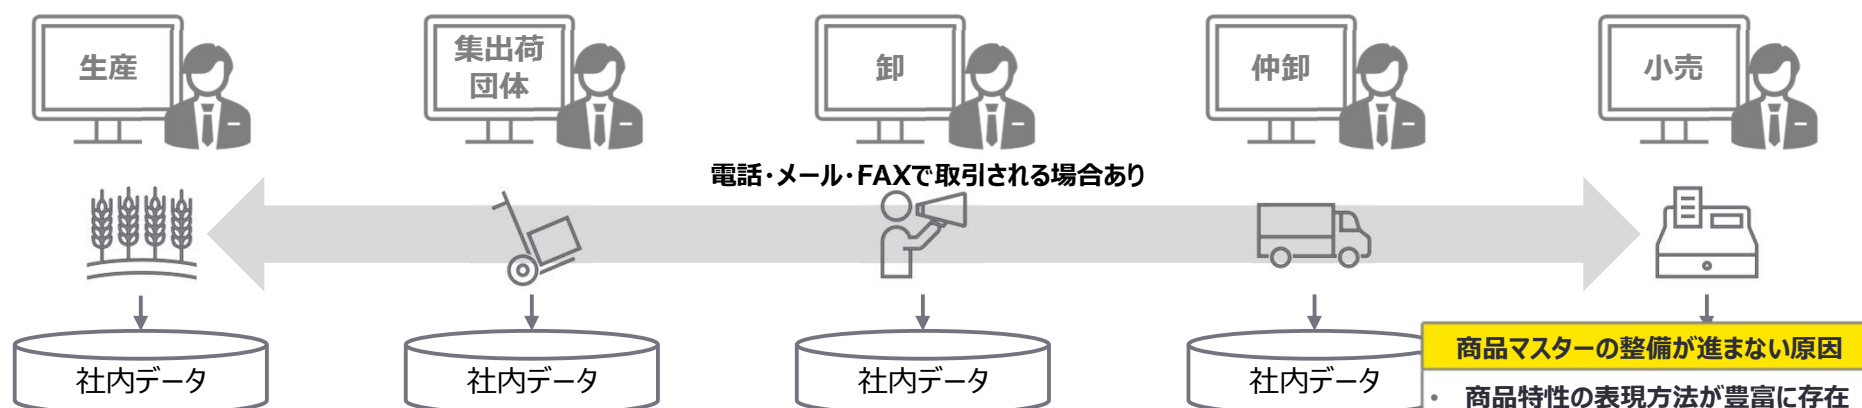 生産
集出荷
団体
卸
仲卸
小売
電話・メール・FAXで取引される場合あり
社内データ
社内データ
社内データ
社内データ
商品マスターの整備が進まない原因
• 商品特性の表現方法が豊富に存在